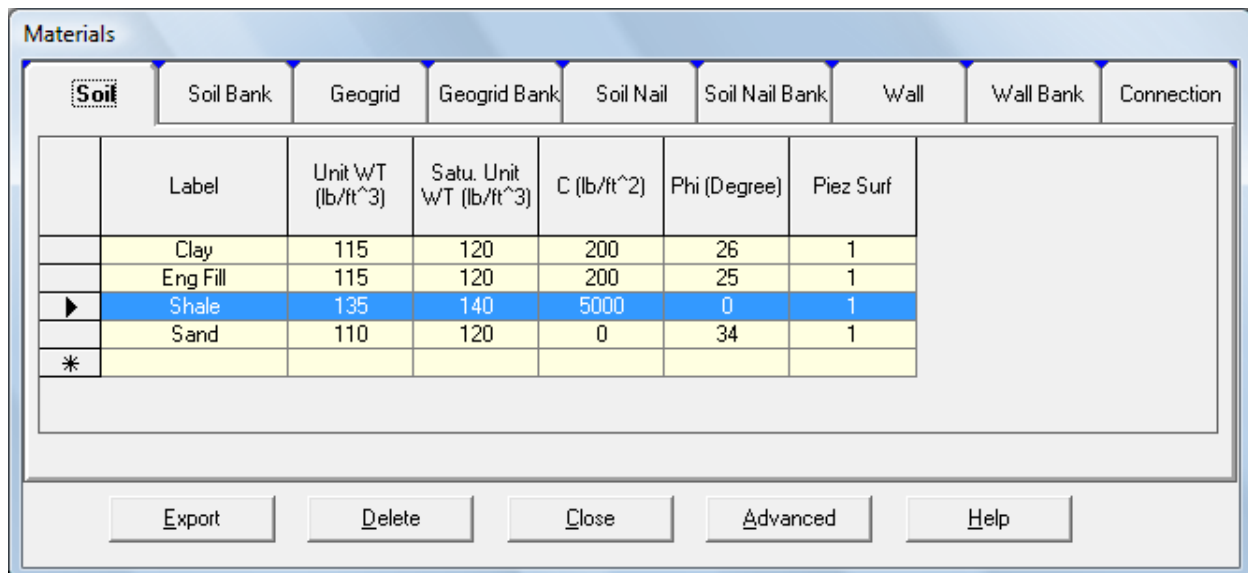 Materials
Soil Soil Bank Geogrid Geogrid Bank Soil Nail Soil Nail Bank Wall Wall Bank Connection
Label Unit WT (lb/ft^3) Satu. Unit WT (lb/ft^3) C (lb/ft^2) Phi (Degree) Piez Surf
Clay 115 120 200 26 1
Eng Fill 115 120 200 25 1
Shale 135 140 5000 0 1
Sand 110 120 0 34 1
Export Delete Close Advanced Help